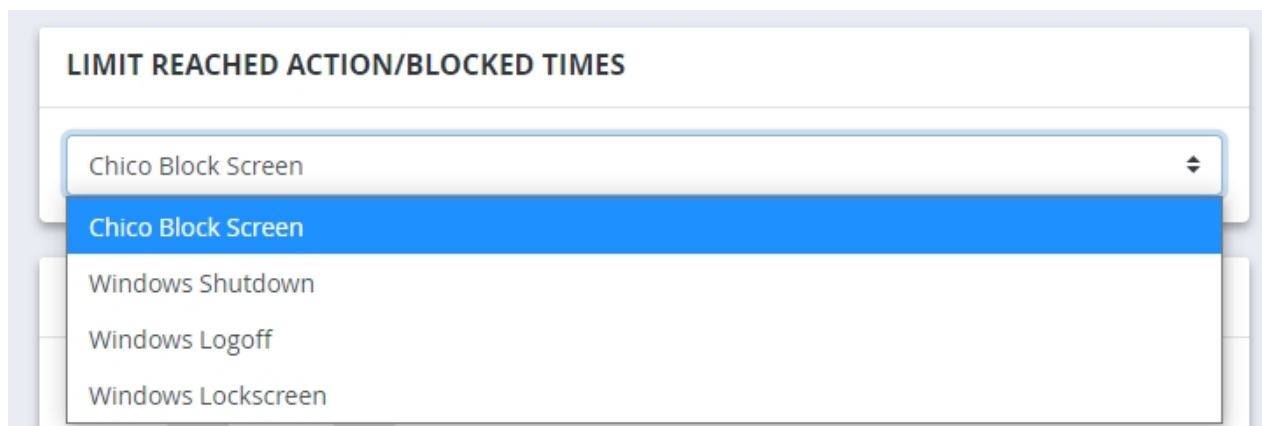 LIMIT REACHED ACTION/BLOCKED TIMES
Chico Block Screen
Chico Block Screen
Windows Shutdown
Windows Logoff
Windows Lockscreen